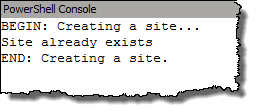 PowerShell Console
BEGIN: Creating a site...
Site already exists
END: Creating a site.